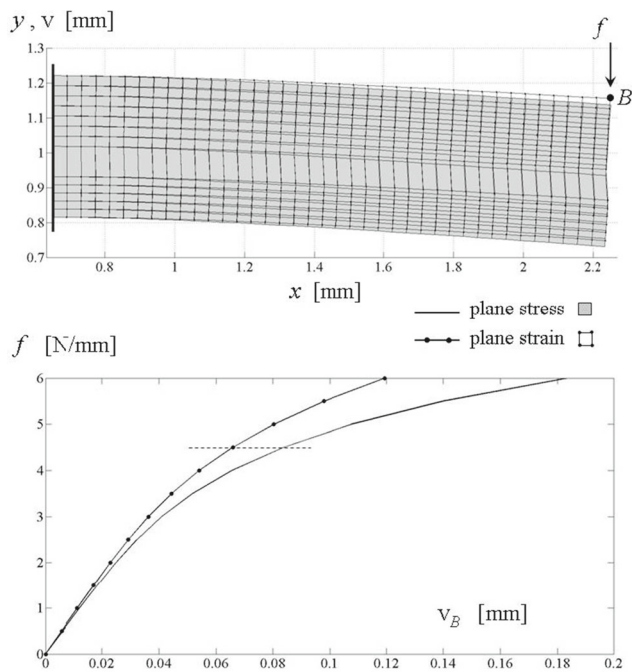 y , v [mm]
f
1.3
1.2
B
1.1
1
0.9
0.8
0.7
0.8 1 1.2 1.4 1.6 1.8 2 2.2
x [mm]
plane stress
plane strain
f [N/mm]
6
5
4
3
2
1
v_B [mm]
0
0 0.02 0.04 0.06 0.08 0.1 0.12 0.14 0.16 0.18 0.2